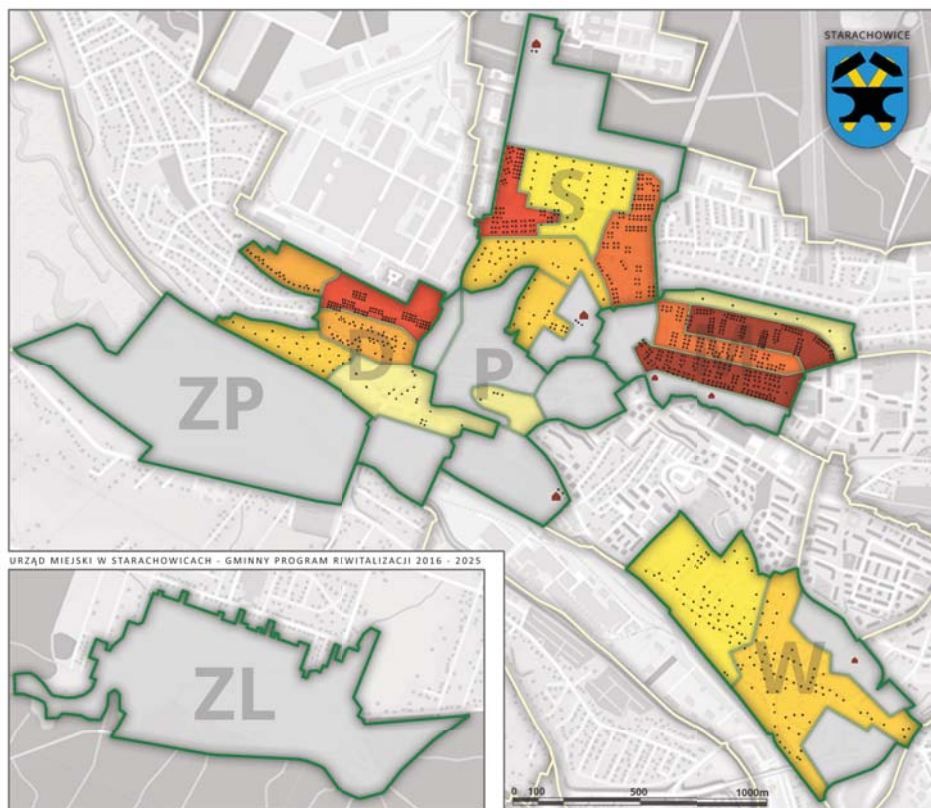 STARACHOWICE
S
D
P
ZP
W
URZĄD MIEJSKI W STARACHOWICACH - GMINNY PROGRAM RIWITALIZACJI 2016 - 2025
ZL
0 100 500 1000m